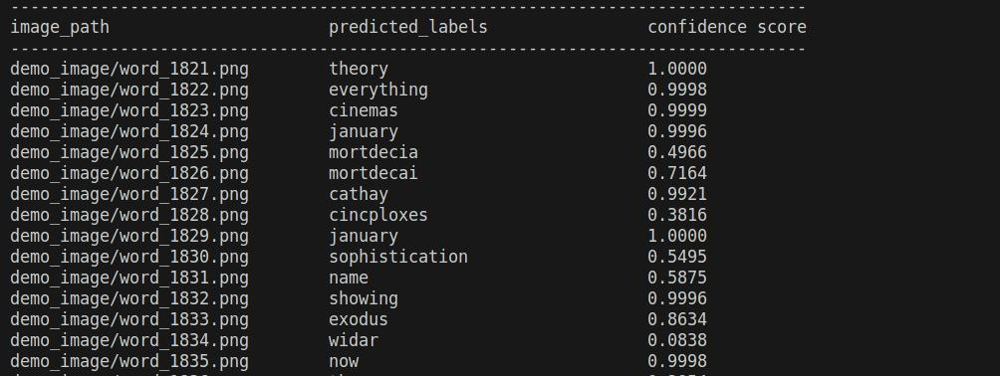 --------------------------------------------------------------------------------
image_path predicted_labels confidence score
--------------------------------------------------------------------------------
demo_image/word_1821.png theory 1.0000
demo_image/word_1822.png everything 0.9998
demo_image/word_1823.png cinemas 0.9999
demo_image/word_1824.png january 0.9996
demo_image/word_1825.png mortdecia 0.4966
demo_image/word_1826.png mortdecai 0.7164
demo_image/word_1827.png cathay 0.9921
demo_image/word_1828.png cincploxes 0.3816
demo_image/word_1829.png january 1.0000
demo_image/word_1830.png sophistication 0.5495
demo_image/word_1831.png name 0.5875
demo_image/word_1832.png showing 0.9996
demo_image/word_1833.png exodus 0.8634
demo_image/word_1834.png widar 0.0838
demo_image/word_1835.png now 0.9998